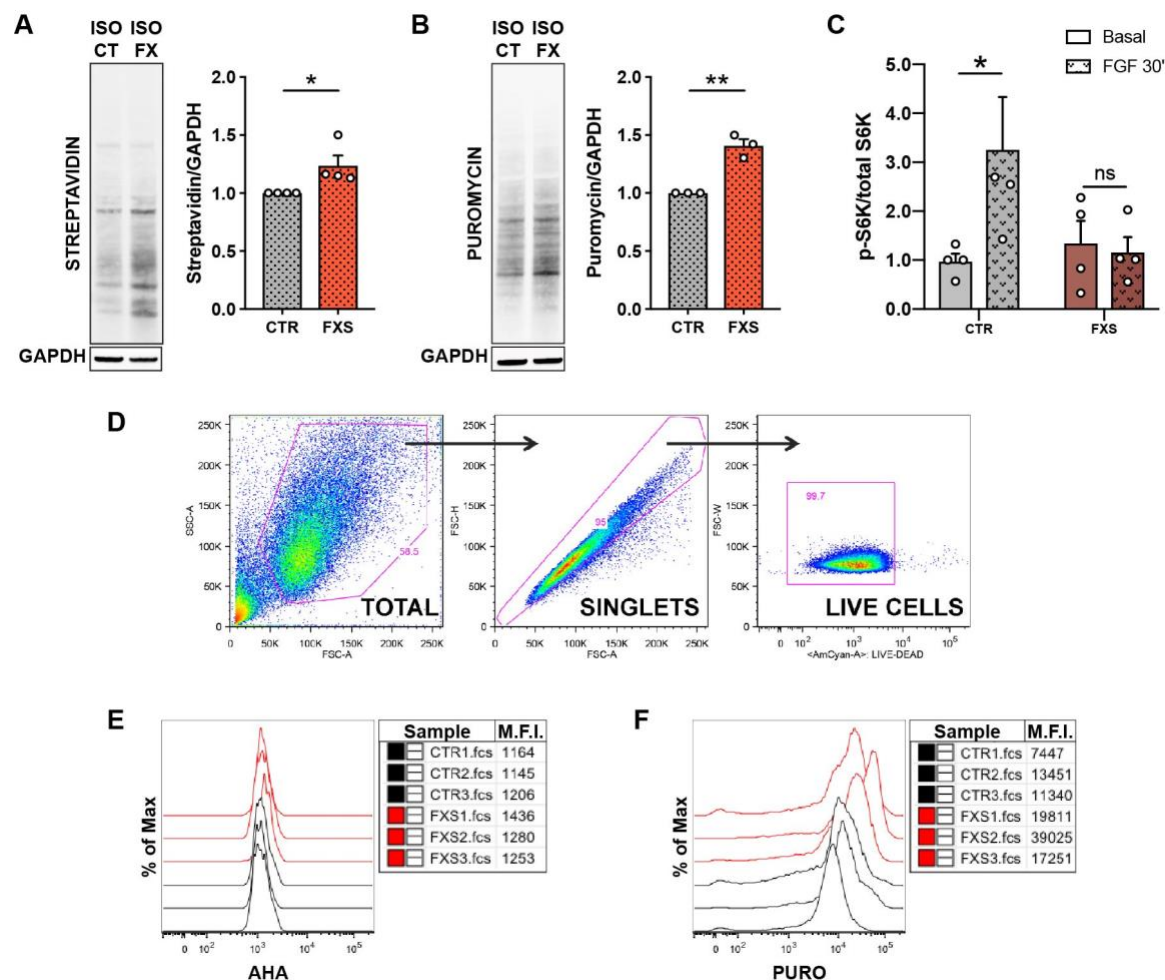 A
ISO ISO
CT FX
STREPTAVIDIN
GAPDH
Streptavidin/GAPDH
2.0
1.5
1.0
0.5
0.0
*
CTR FXS
B
ISO ISO
CT FX
PUROMYCIN
GAPDH
Puromycin/GAPDH
2.0
1.5
1.0
0.5
0.0
**
CTR FXS
C
Basal
FGF 30'
p-S6K/total S6K
5.0
4.0
3.0
2.0
1.0
0.0
*
ns
CTR FXS
D
SSC-A
250K
200K
150K
100K
50K
0
58.5
TOTAL
0 50K 100K 150K 200K 250K
FSC-A
FSC-H
250K
200K
150K
100K
50K
0
95
SINGLETS
0 50K 100K 150K 200K 250K
FSC-A
FSC-W
250K
200K
150K
100K
50K
0
99.7
LIVE CELLS
0 10² 10³ 10⁴ 10⁵
<AmCyan-A>: LIVE-DEAD
E
% of Max
0 10² 10³ 10⁴ 10⁵
AHA
Sample M.F.I.
CTR1.fcs 1164
CTR2.fcs 1145
CTR3.fcs 1206
FXS1.fcs 1436
FXS2.fcs 1280
FXS3.fcs 1253
F
% of Max
0 10² 10³ 10⁴ 10⁵
PURO
Sample M.F.I.
CTR1.fcs 7447
CTR2.fcs 13451
CTR3.fcs 11340
FXS1.fcs 19811
FXS2.fcs 39025
FXS3.fcs 17251